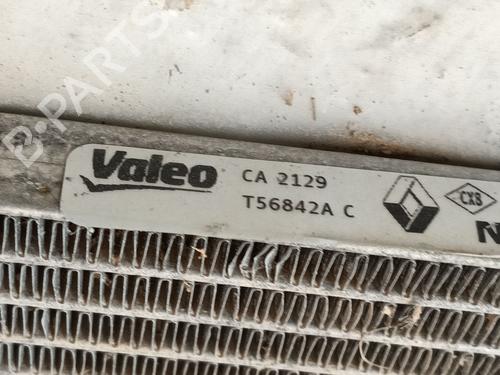 B-PARTS
Valeo
CA 2129
T56842A C
CXB